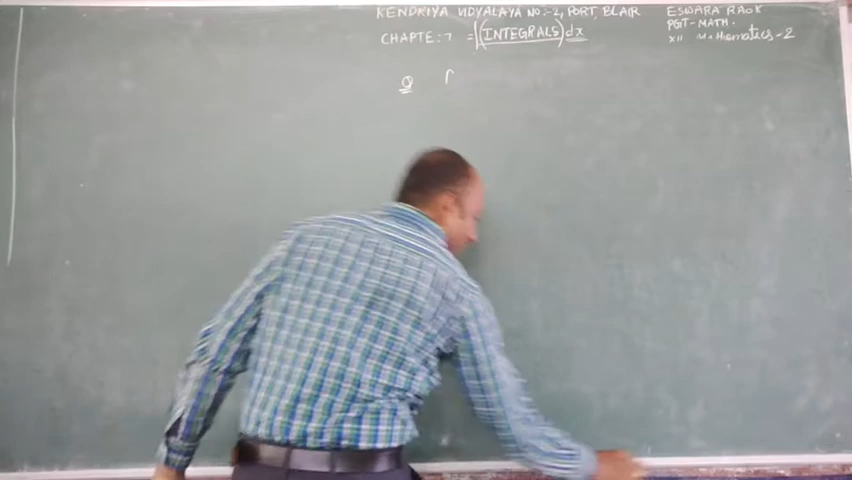 KENDRIYA VIDYALAYA NO:-2, PORT, BLAIR
CHAPTE:7 =∫(INTEGRALS)dx
ESWARA RAO K
PGT-MATH.
XII Mathematics-2
Q